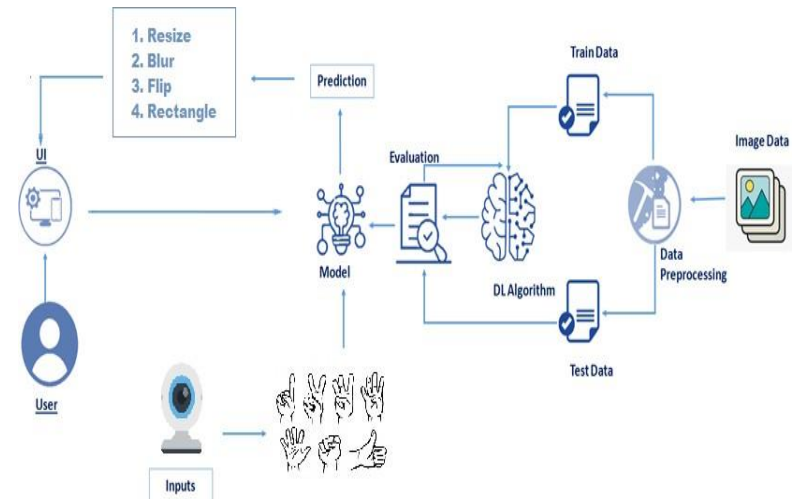 1. Resize
2. Blur
3. Flip
4. Rectangle
Prediction
Train Data
Image Data
UI
Evaluation
Model
DL Algorithm
Data
Preprocessing
Test Data
User
Inputs